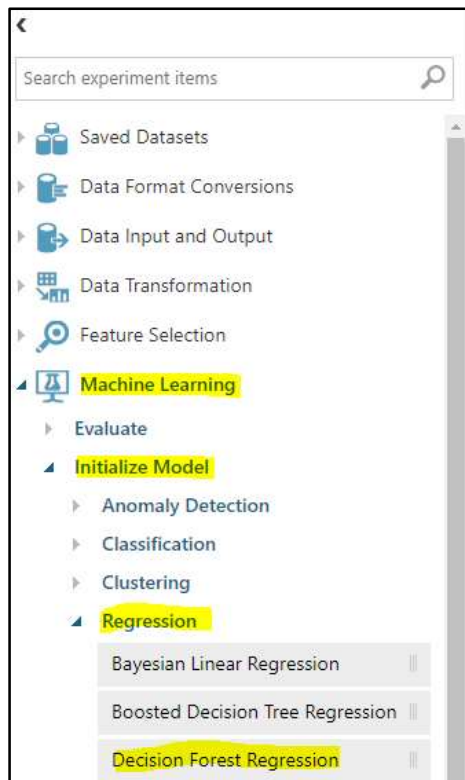 Search experiment items
Saved Datasets
Data Format Conversions
Data Input and Output
Data Transformation
Feature Selection
Machine Learning
Evaluate
Initialize Model
Anomaly Detection
Classification
Clustering
Regression
Bayesian Linear Regression
Boosted Decision Tree Regression
Decision Forest Regression